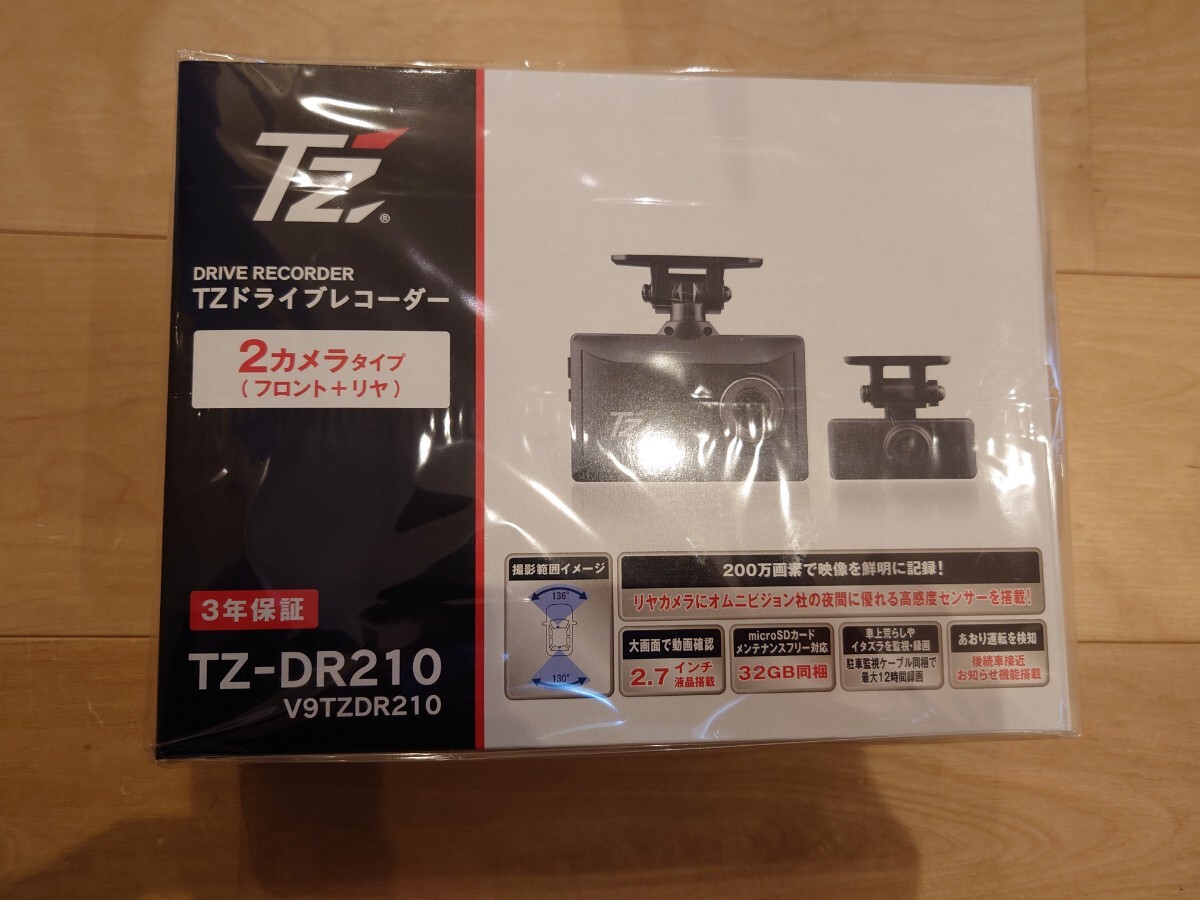 TZ®
DRIVE RECORDER
TZドライブレコーダー
2カメラタイプ
(フロント+リヤ)
3年保証
TZ-DR210
V9TZDR210
TZ
撮影範囲イメージ
136°
130°
200万画素で映像を鮮明に記録!
リヤカメラにオムニビジョン社の夜間に優れる高感度センサーを搭載!
大画面で動画確認
2.7インチ
液晶搭載
microSDカード
メンテナンスフリー対応
32GB同梱
車上荒らしや
イタズラを監視・録画
駐車監視ケーブル同梱で
最大12時間録画
あおり運転を検知
後続車接近
お知らせ機能搭載